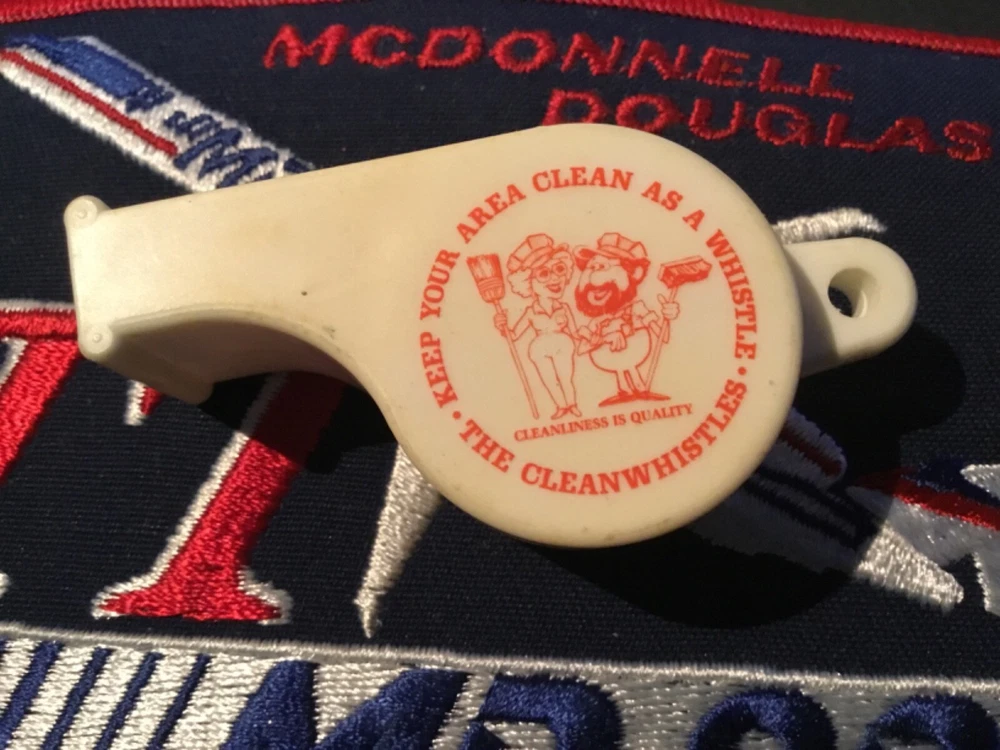 MCDONNELL
DOUGLAS
• KEEP YOUR AREA CLEAN AS A WHISTLE •
CLEANLINESS IS QUALITY
THE CLEANWHISTLES